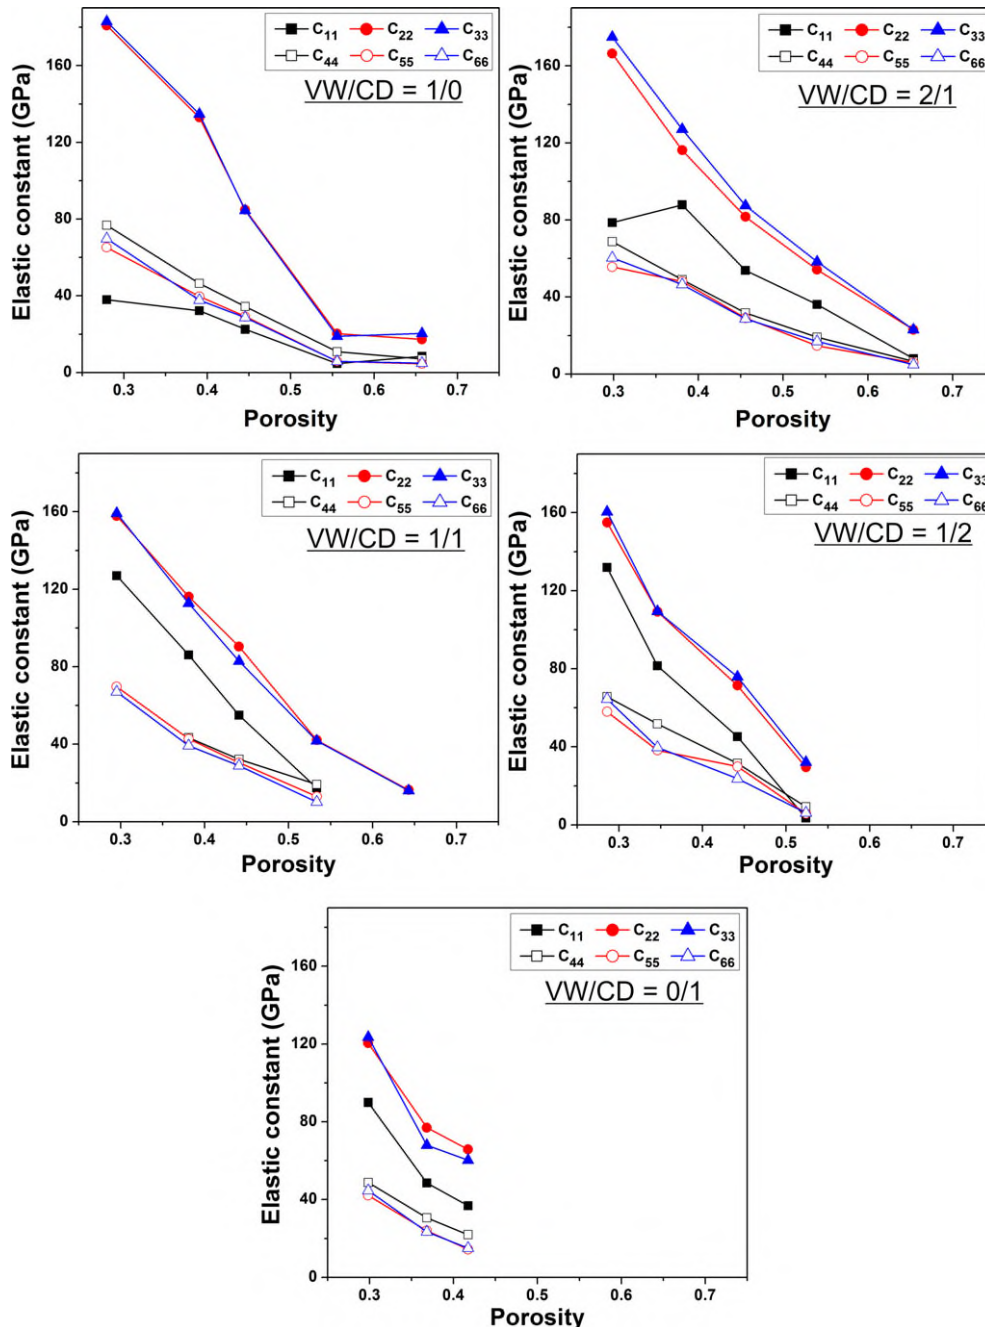 C11 C22 C33
C44 C55 C66
VW/CD = 1/0
160
120
80
40
0
Elastic constant (GPa)
0.3 0.4 0.5 0.6 0.7
Porosity
C11 C22 C33
C44 C55 C66
VW/CD = 2/1
160
120
80
40
0
Elastic constant (GPa)
0.3 0.4 0.5 0.6 0.7
Porosity
C11 C22 C33
C44 C55 C66
VW/CD = 1/1
160
120
80
40
0
Elastic constant (GPa)
0.3 0.4 0.5 0.6 0.7
Porosity
C11 C22 C33
C44 C55 C66
VW/CD = 1/2
160
120
80
40
0
Elastic constant (GPa)
0.3 0.4 0.5 0.6 0.7
Porosity
C11 C22 C33
C44 C55 C66
VW/CD = 0/1
160
120
80
40
0
Elastic constant (GPa)
0.3 0.4 0.5 0.6 0.7
Porosity